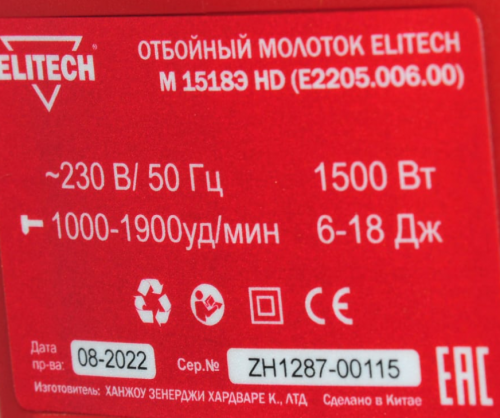 ELITECH
ОТБОЙНЫЙ МОЛОТОК ELITECH
М 1518Э HD (E2205.006.00)
~230 В/ 50 Гц 1500 Вт
1000-1900уд/мин 6-18 Дж
CE
Дата
пр-ва: 08-2022 Сер.№ ZH1287-00115 EAC
Изготовитель: ХАНЖОУ ЗЕНЕРДЖИ ХАРДВАРЕ К., ЛТД Сделано в Китае